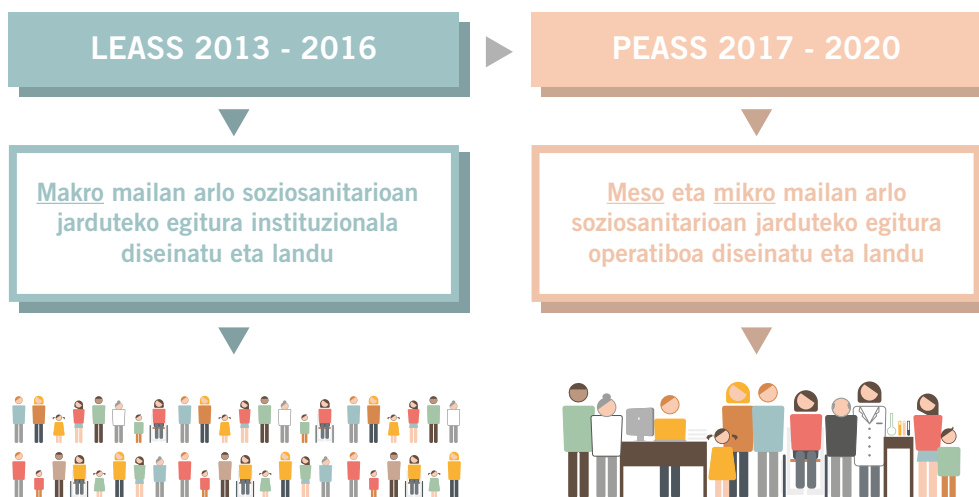 LEASS 2013 - 2016
Makro mailan arlo soziosanitarioan
jarduteko egitura instituzionala
diseinatu eta landu
PEASS 2017 - 2020
Meso eta mikro mailan arlo
soziosanitarioan jarduteko egitura
operatiboa diseinatu eta landu